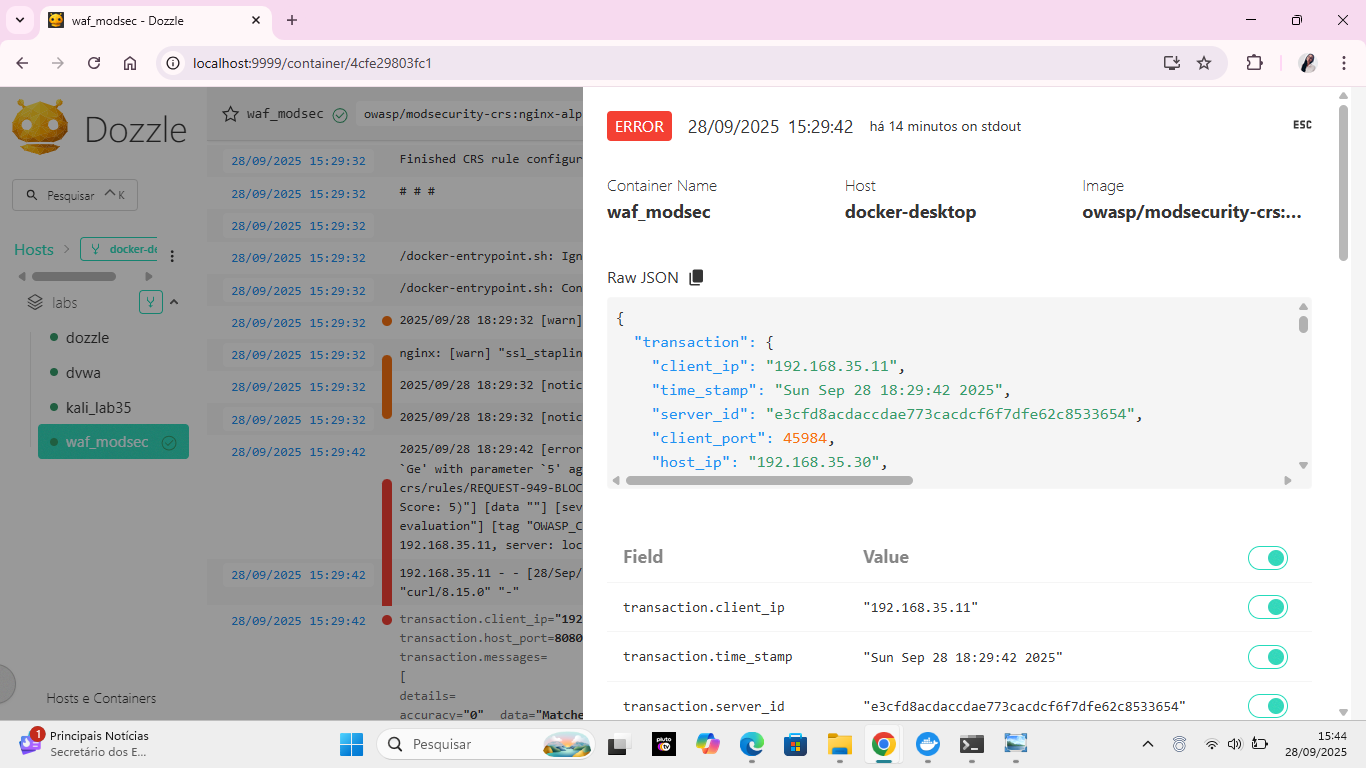 waf_modsec - Dozzle
localhost:9999/container/4cfe29803fc1
Dozzle
Pesquisar ^ K
Hosts
docker-de
labs
dozzle
dvwa
kali_lab35
waf_modsec
Hosts e Containers
waf_modsec
owasp/modsecurity-crs:nginx-alp
28/09/2025 15:29:32 Finished CRS rule configur
28/09/2025 15:29:32 # # #
28/09/2025 15:29:32
28/09/2025 15:29:32 /docker-entrypoint.sh: Ign
28/09/2025 15:29:32 /docker-entrypoint.sh: Con
28/09/2025 15:29:32 2025/09/28 18:29:32 [warn]
28/09/2025 15:29:32 nginx: [warn] "ssl_staplin
28/09/2025 15:29:32 2025/09/28 18:29:32 [notic
28/09/2025 15:29:32 2025/09/28 18:29:32 [notic
28/09/2025 15:29:42 2025/09/28 18:29:42 [error
`Ge' with parameter `5' ag
crs/rules/REQUEST-949-BLOC
Score: 5)"] [data ""] [sev
evaluation"] [tag "OWASP_C
192.168.35.11, server: loc
28/09/2025 15:29:42 192.168.35.11 - - [28/Sep/
"curl/8.15.0" "-"
28/09/2025 15:29:42 transaction.client_ip="192
transaction.host_port=8080
transaction.messages=
[
details=
accuracy="0" data="Matche
ERROR 28/09/2025 15:29:42 há 14 minutos on stdout
ESC
Container Name Host Image
waf_modsec docker-desktop owasp/modsecurity-crs:...
Raw JSON
{
"transaction": {
"client_ip": "192.168.35.11",
"time_stamp": "Sun Sep 28 18:29:42 2025",
"server_id": "e3cfd8acdaccdae773cacdcf6f7dfe62c8533654",
"client_port": 45984,
"host_ip": "192.168.35.30",
Field Value
transaction.client_ip "192.168.35.11"
transaction.time_stamp "Sun Sep 28 18:29:42 2025"
transaction.server_id "e3cfd8acdaccdae773cacdcf6f7dfe62c8533654"
1
Principais Notícias
Secretário dos E...
Pesquisar
pluto tv
15:44
28/09/2025